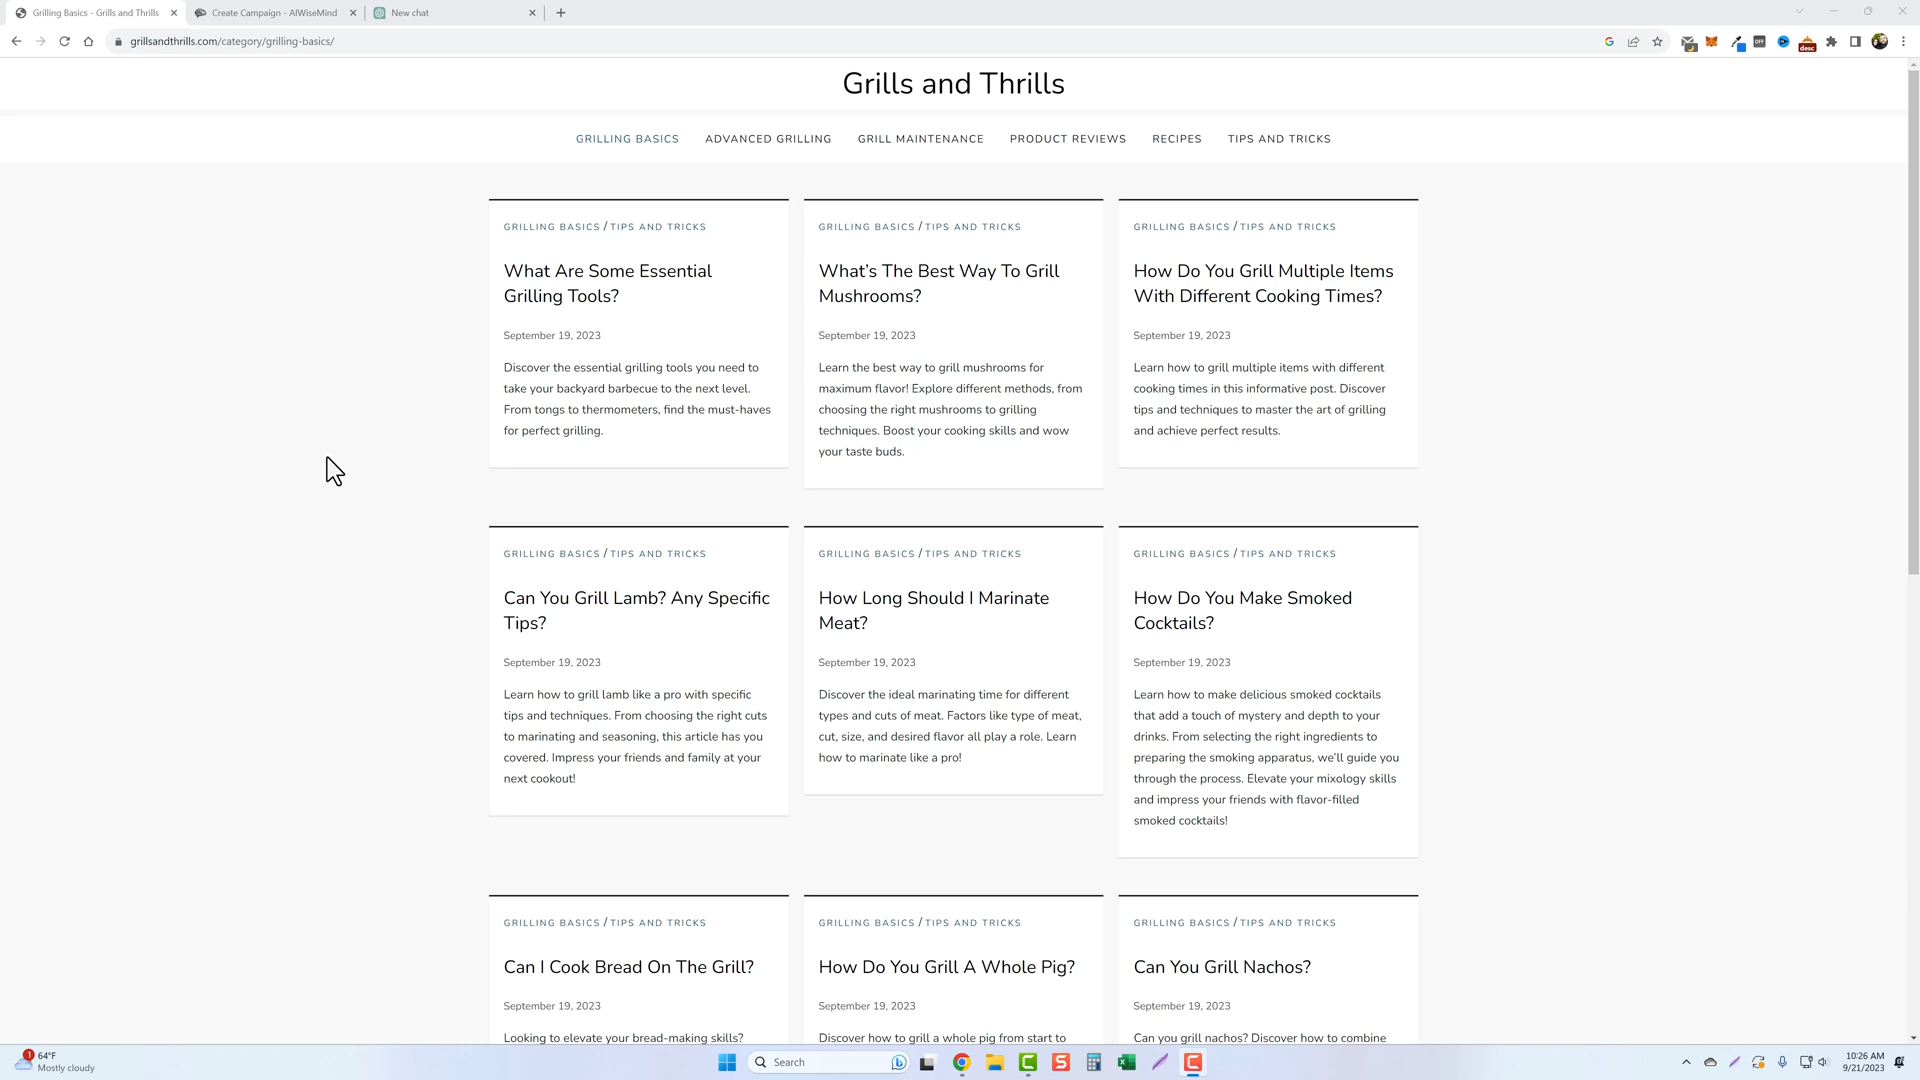 Grilling Basics - Grills and Thrills
Create Campaign - AIWiseMind
New chat
grillsandthrills.com/category/grilling-basics/
OFF
desc
Grills and Thrills
GRILLING BASICS
ADVANCED GRILLING
GRILL MAINTENANCE
PRODUCT REVIEWS
RECIPES
TIPS AND TRICKS
GRILLING BASICS / TIPS AND TRICKS
What Are Some Essential
Grilling Tools?
September 19, 2023
Discover the essential grilling tools you need to
take your backyard barbecue to the next level.
From tongs to thermometers, find the must-haves
for perfect grilling.
GRILLING BASICS / TIPS AND TRICKS
What's The Best Way To Grill
Mushrooms?
September 19, 2023
Learn the best way to grill mushrooms for
maximum flavor! Explore different methods, from
choosing the right mushrooms to grilling
techniques. Boost your cooking skills and wow
your taste buds.
GRILLING BASICS / TIPS AND TRICKS
How Do You Grill Multiple Items
With Different Cooking Times?
September 19, 2023
Learn how to grill multiple items with different
cooking times in this informative post. Discover
tips and techniques to master the art of grilling
and achieve perfect results.
GRILLING BASICS / TIPS AND TRICKS
Can You Grill Lamb? Any Specific
Tips?
September 19, 2023
Learn how to grill lamb like a pro with specific
tips and techniques. From choosing the right cuts
to marinating and seasoning, this article has you
covered. Impress your friends and family at your
next cookout!
GRILLING BASICS / TIPS AND TRICKS
How Long Should I Marinate
Meat?
September 19, 2023
Discover the ideal marinating time for different
types and cuts of meat. Factors like type of meat,
cut, size, and desired flavor all play a role. Learn
how to marinate like a pro!
GRILLING BASICS / TIPS AND TRICKS
How Do You Make Smoked
Cocktails?
September 19, 2023
Learn how to make delicious smoked cocktails
that add a touch of mystery and depth to your
drinks. From selecting the right ingredients to
preparing the smoking apparatus, we'll guide you
through the process. Elevate your mixology skills
and impress your friends with flavor-filled
smoked cocktails!
GRILLING BASICS / TIPS AND TRICKS
Can I Cook Bread On The Grill?
September 19, 2023
Looking to elevate your bread-making skills?
GRILLING BASICS / TIPS AND TRICKS
How Do You Grill A Whole Pig?
September 19, 2023
Discover how to grill a whole pig from start to
GRILLING BASICS / TIPS AND TRICKS
Can You Grill Nachos?
September 19, 2023
Can you grill nachos? Discover how to combine
1
64°F
Mostly cloudy
Search
10:26 AM
9/21/2023